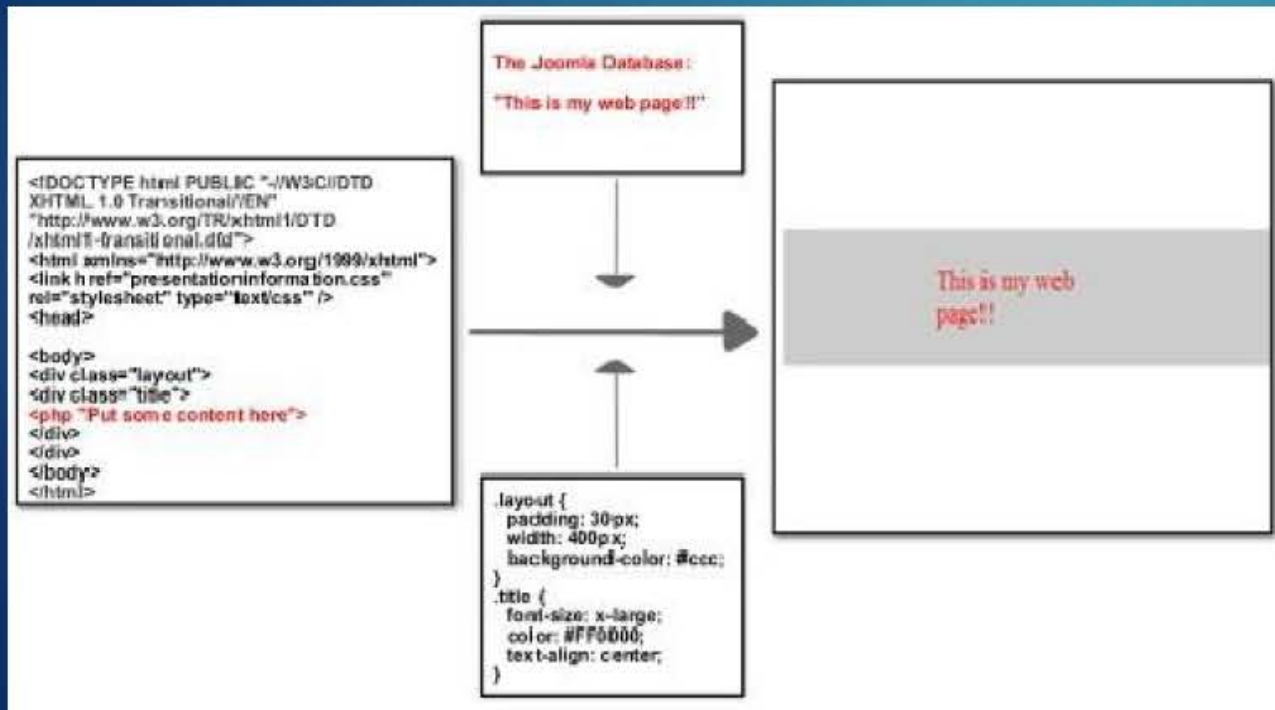 The Joomla Database:
"This is my web page!!"
<!DOCTYPE html PUBLIC "-//W3C//DTD
XHTML 1.0 Transitional//EN"
"http://www.w3.org/TR/xhtml1/DTD
/xhtml1-transitional.dtd">
<html xmlns="http://www.w3.org/1999/xhtml">
<link href="presentationinformation.css"
rel="stylesheet" type="text/css" />
<head>
<body>
<div class="layout">
<div class="title">
<php "Put some content here">
</div>
</div>
</body>
</html>
.layout {
padding: 30px;
width: 400px;
background-color: #ccc;
}
.title {
font-size: x-large;
color: #FF0000;
text-align: center;
}
This is my web
page!!